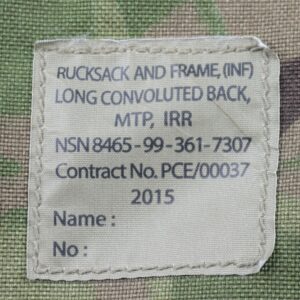 RUCKSACK AND FRAME, (INF)
LONG CONVOLUTED BACK,
MTP, IRR
NSN 8465-99-361-7307
Contract No. PCE/00037
2015
Name :
No :